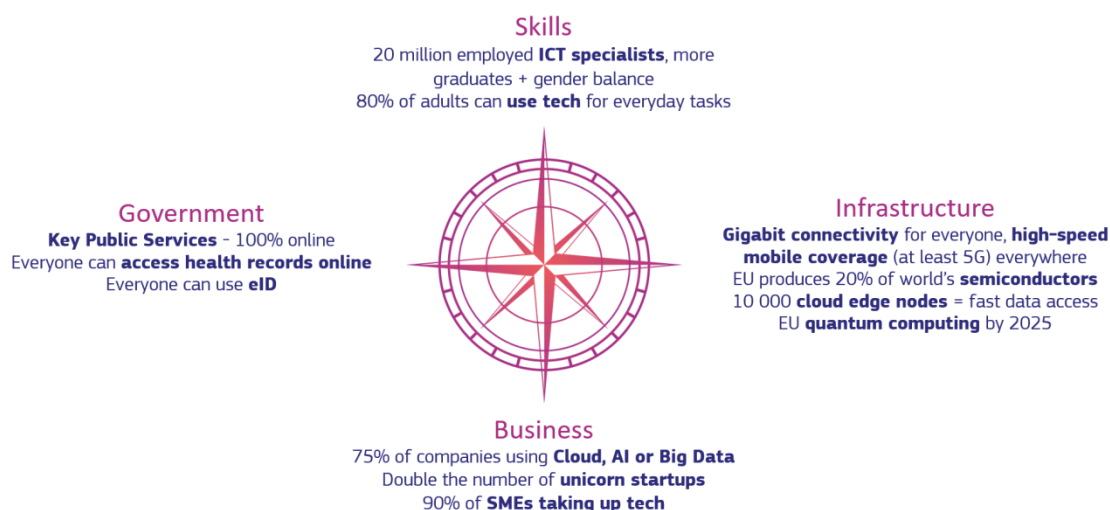 Skills
20 million employed ICT specialists, more
graduates + gender balance
80% of adults can use tech for everyday tasks
Government
Key Public Services - 100% online
Everyone can access health records online
Everyone can use eID
Infrastructure
Gigabit connectivity for everyone, high-speed
mobile coverage (at least 5G) everywhere
EU produces 20% of world's semiconductors
10 000 cloud edge nodes = fast data access
EU quantum computing by 2025
Business
75% of companies using Cloud, AI or Big Data
Double the number of unicorn startups
90% of SMEs taking up tech